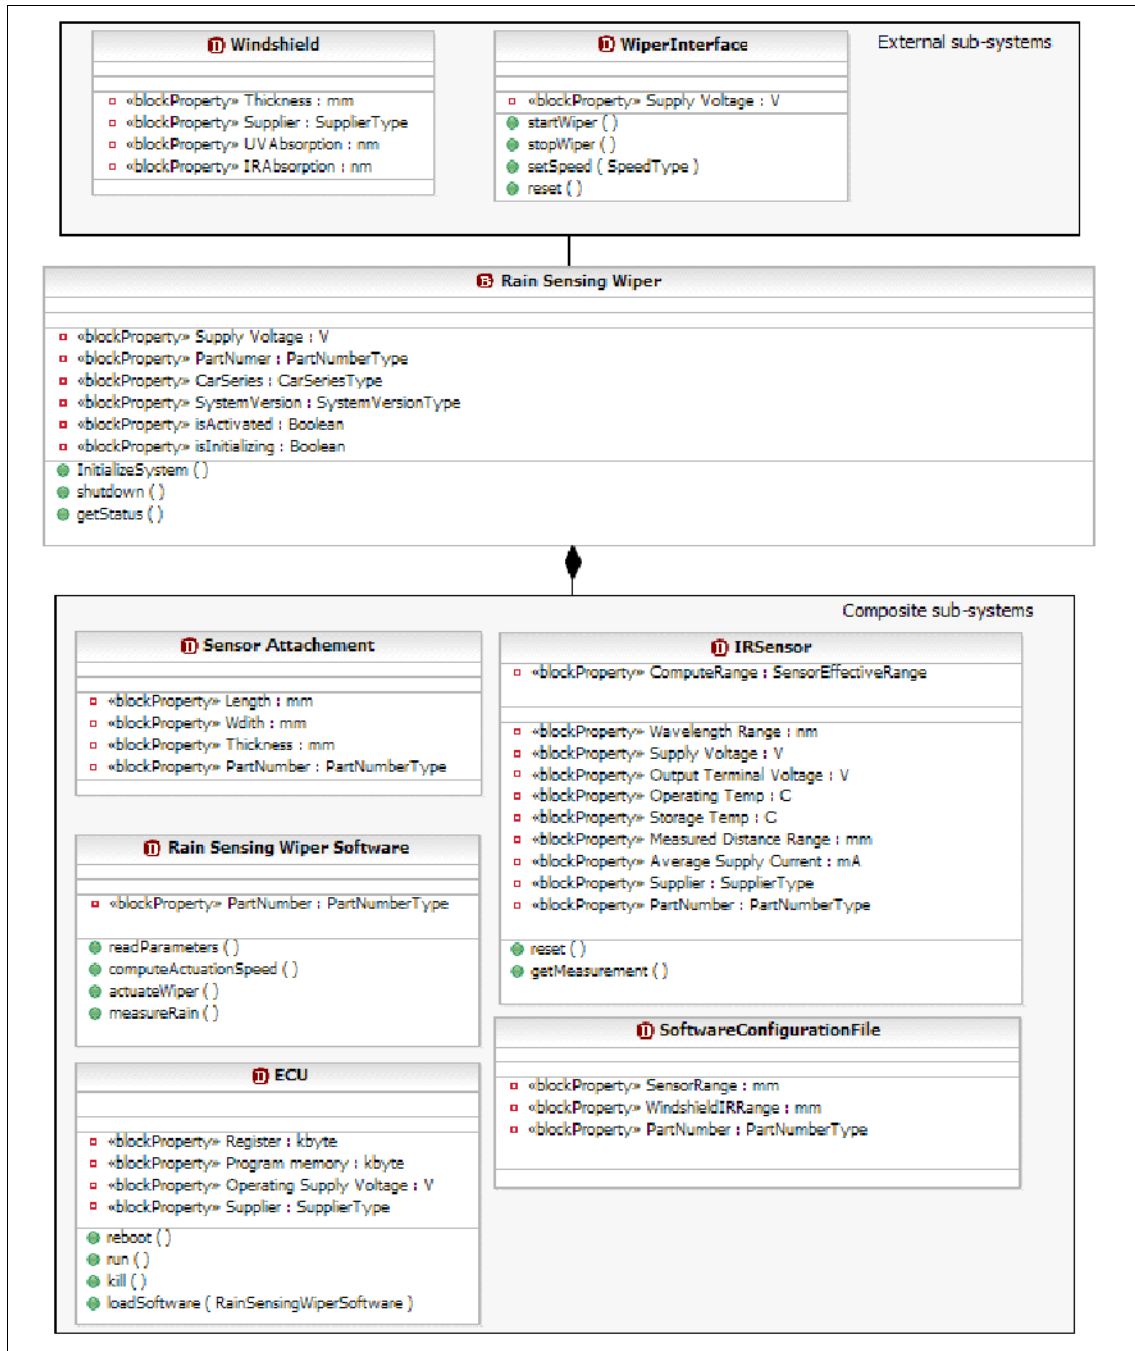 External sub-systems
Windshield
«blockProperty» Thickness : mm
«blockProperty» Supplier : SupplierType
«blockProperty» UVAbsorption : nm
«blockProperty» IRAbsorption : nm
WiperInterface
«blockProperty» Supply Voltage : V
startWiper ( )
stopWiper ( )
setSpeed ( SpeedType )
reset ( )
Rain Sensing Wiper
«blockProperty» Supply Voltage : V
«blockProperty» PartNumer : PartNumberType
«blockProperty» CarSeries : CarSeriesType
«blockProperty» SystemVersion : SystemVersionType
«blockProperty» isActivated : Boolean
«blockProperty» isInitializing : Boolean
InitializeSystem ( )
shutdown ( )
getStatus ( )
Composite sub-systems
Sensor Attachement
«blockProperty» Length : mm
«blockProperty» Wdith : mm
«blockProperty» Thickness : mm
«blockProperty» PartNumber : PartNumberType
IRSensor
«blockProperty» ComputeRange : SensorEffectiveRange
«blockProperty» Wavelength Range : nm
«blockProperty» Supply Voltage : V
«blockProperty» Output Terminal Voltage : V
«blockProperty» Operating Temp : C
«blockProperty» Storage Temp : C
«blockProperty» Measured Distance Range : mm
«blockProperty» Average Supply Current : mA
«blockProperty» Supplier : SupplierType
«blockProperty» PartNumber : PartNumberType
reset ( )
getMeasurement ( )
Rain Sensing Wiper Software
«blockProperty» PartNumber : PartNumberType
readParameters ( )
computeActuationSpeed ( )
actuateWiper ( )
measureRain ( )
SoftwareConfigurationFile
«blockProperty» SensorRange : mm
«blockProperty» WindshieldIRRange : mm
«blockProperty» PartNumber : PartNumberType
ECU
«blockProperty» Register : kbyte
«blockProperty» Program memory : kbyte
«blockProperty» Operating Supply Voltage : V
«blockProperty» Supplier : SupplierType
reboot ( )
run ( )
kill ( )
loadSoftware ( RainSensingWiperSoftware )